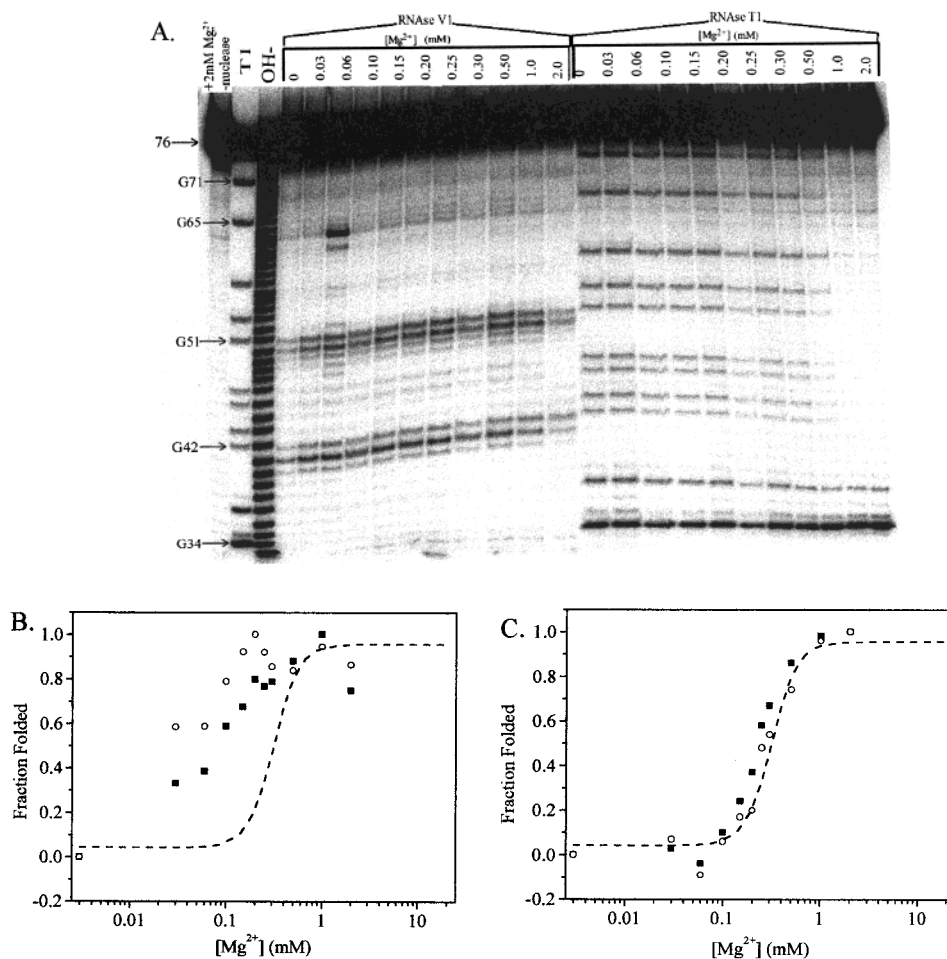 A.
+2mM Mg²⁺
-nuclease
T1
OH-
RNAse V1
[Mg²⁺] (mM)
0 0.03 0.06 0.10 0.15 0.20 0.25 0.30 0.50 1.0 2.0
RNAse T1
[Mg²⁺] (mM)
0 0.03 0.06 0.10 0.15 0.20 0.25 0.30 0.50 1.0 2.0
76
G71
G65
G51
G42
G34
B.
Fraction Folded
1.0
0.8
0.6
0.4
0.2
0.0
-0.2
0.01 0.1 1 10
[Mg²⁺] (mM)
C.
Fraction Folded
1.0
0.8
0.6
0.4
0.2
0.0
-0.2
0.01 0.1 1 10
[Mg²⁺] (mM)